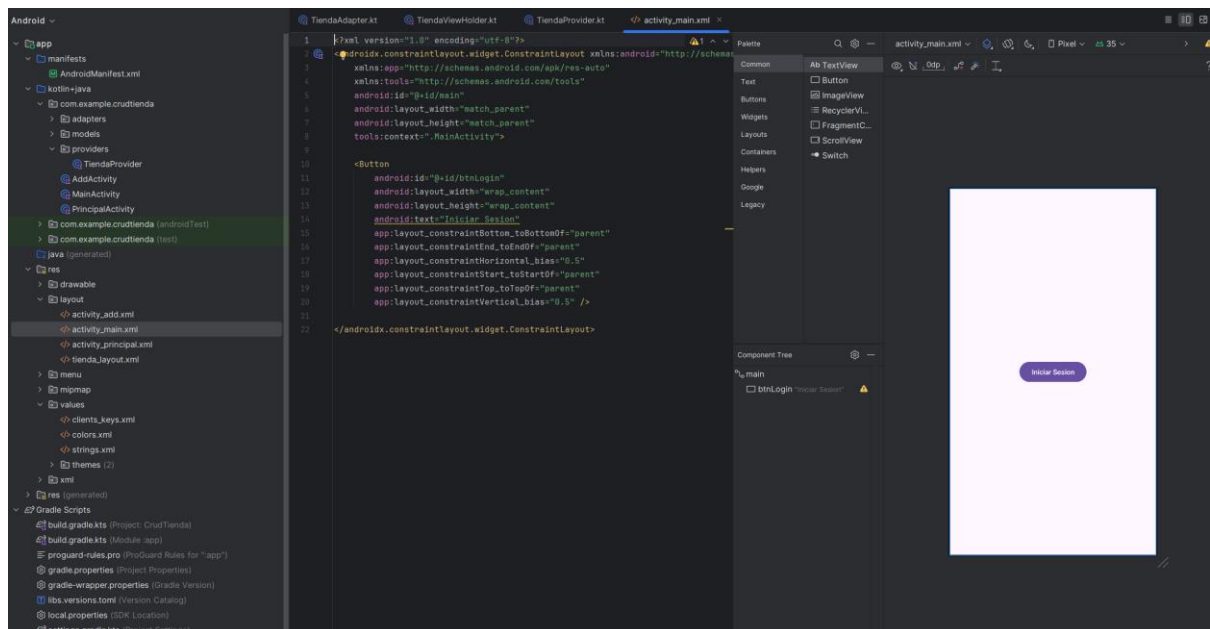 Android
app
manifests
AndroidManifest.xml
kotlin+java
com.example.crudtienda
adapters
models
providers
TiendaProvider
AddActivity
MainActivity
PrincipalActivity
com.example.crudtienda (androidTest)
com.example.crudtienda (test)
java (generated)
res
drawable
layout
activity_add.xml
activity_main.xml
activity_principal.xml
tienda_layout.xml
menu
mipmap
values
clients_keys.xml
colors.xml
strings.xml
themes (2)
xml
res (generated)
Gradle Scripts
build.gradle.kts (Project: CrudTienda)
build.gradle.kts (Module :app)
proguard-rules.pro (ProGuard Rules for ":app")
gradle.properties (Project Properties)
gradle-wrapper.properties (Gradle Version)
libs.versions.toml (Version Catalog)
local.properties (SDK Location)
TiendaAdapter.kt TiendaViewHolder.kt TiendaProvider.kt activity_main.xml
1 <?xml version="1.0" encoding="utf-8"?>
2 <androidx.constraintlayout.widget.ConstraintLayout xmlns:android="http://schemas
3 xmlns:app="http://schemas.android.com/apk/res-auto"
4 xmlns:tools="http://schemas.android.com/tools"
5 android:id="@+id/main"
6 android:layout_width="match_parent"
7 android:layout_height="match_parent"
8 tools:context=".MainActivity">
9
10 <Button
11 android:id="@+id/btnLogin"
12 android:layout_width="wrap_content"
13 android:layout_height="wrap_content"
14 android:text="Iniciar Sesion"
15 app:layout_constraintBottom_toBottomOf="parent"
16 app:layout_constraintEnd_toEndOf="parent"
17 app:layout_constraintHorizontal_bias="0.5"
18 app:layout_constraintStart_toStartOf="parent"
19 app:layout_constraintTop_toTopOf="parent"
20 app:layout_constraintVertical_bias="0.5" />
21
22 </androidx.constraintlayout.widget.ConstraintLayout>
1
Palette
Common
Text
Buttons
Widgets
Layouts
Containers
Helpers
Google
Legacy
Ab TextView
Button
ImageView
RecyclerVi...
FragmentC...
ScrollView
Switch
Component Tree
main
btnLogin "Iniciar Sesion"
activity_main.xml Pixel 35
0dp
Iniciar Sesion